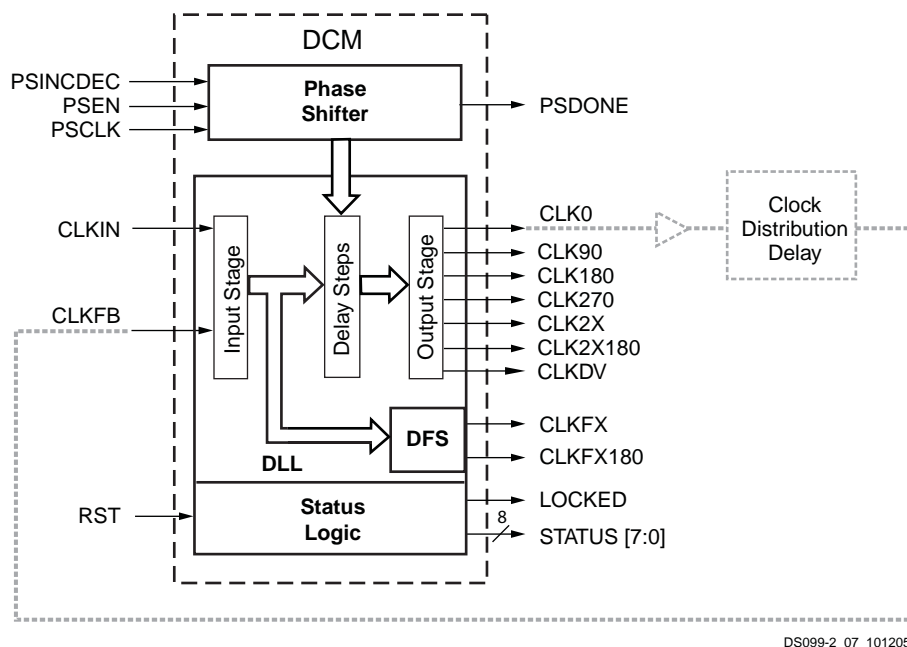 DCM
PSINCDEC
PSEN
PSCLK
Phase
Shifter
PSDONE
CLKIN
CLKFB
Input Stage
Delay Steps
Output Stage
CLK0
CLK90
CLK180
CLK270
CLK2X
CLK2X180
CLKDV
Clock
Distribution
Delay
DFS
DLL
CLKFX
CLKFX180
RST
Status
Logic
LOCKED
8
STATUS [7:0]
DS099-2_07_101205